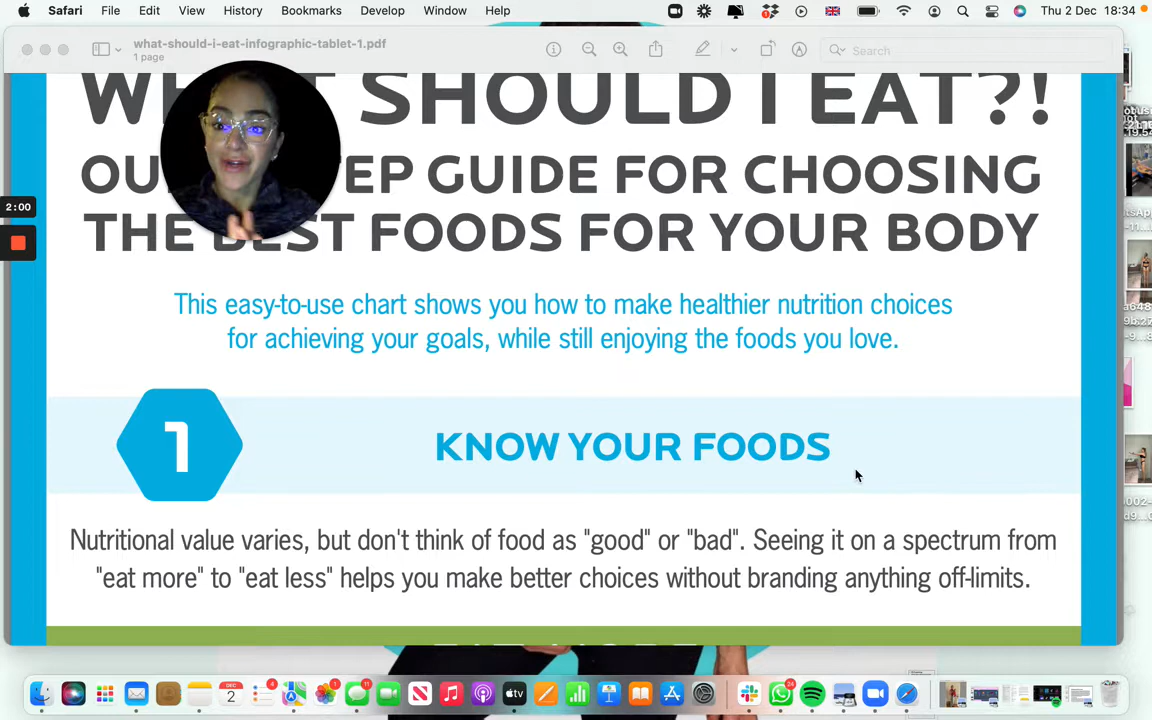 Safari File Edit View History Bookmarks Develop Window Help Thu 2 Dec 18:34
what-should-i-eat-infographic-tablet-1.pdf
1 page
Search
SHOULD I EAT?!
GUIDE FOR CHOOSING
THE BEST FOODS FOR YOUR BODY
2:00
This easy-to-use chart shows you how to make healthier nutrition choices
for achieving your goals, while still enjoying the foods you love.
1
KNOW YOUR FOODS
Nutritional value varies, but don't think of food as "good" or "bad". Seeing it on a spectrum from
"eat more" to "eat less" helps you make better choices without branding anything off-limits.